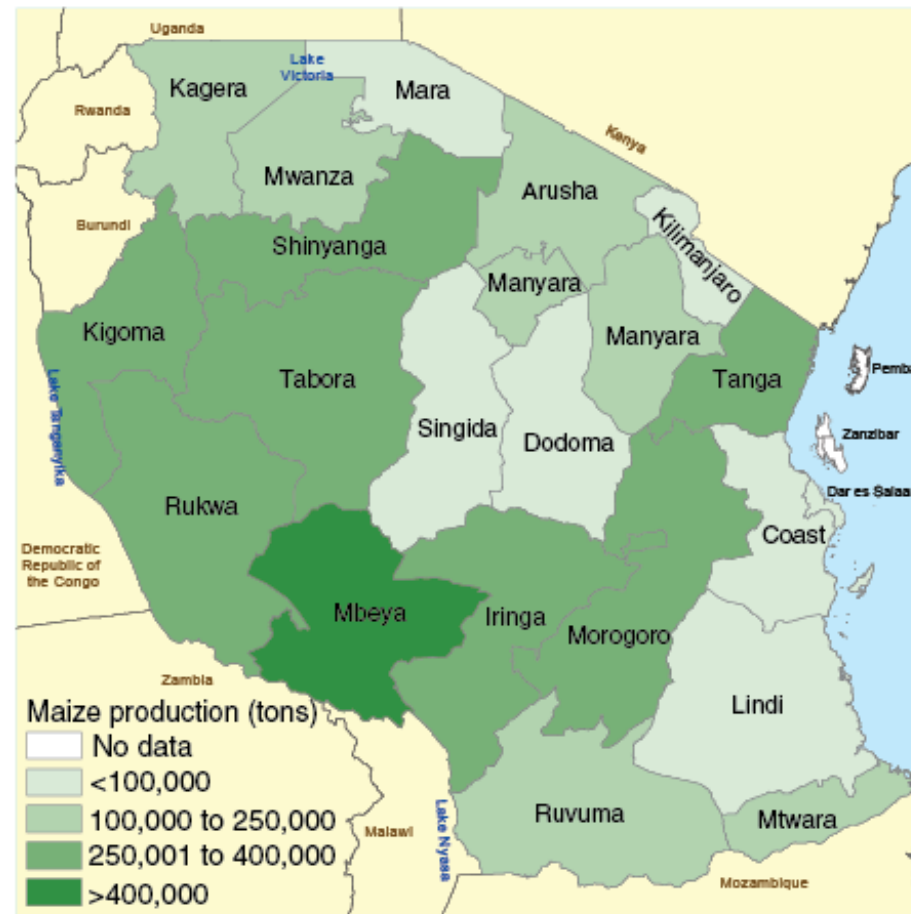 Uganda
Lake
Victoria
Kagera
Mara
Rwanda
Kenya
Mwanza
Arusha
Burundi
Shinyanga
Kilimanjaro
Manyara
Kigoma
Manyara
Tabora
Tanga
Pemba
Lake Tanganyika
Singida
Dodoma
Zanzibar
Rukwa
Dar es Salaa
Coast
Democratic
Republic of
the Congo
Mbeya
Iringa
Morogoro
Zambia
Lindi
Maize production (tons)
No data
<100,000
100,000 to 250,000
250,001 to 400,000
>400,000
Malawi
Lake Nyasa
Ruvuma
Mtwara
Mozambique